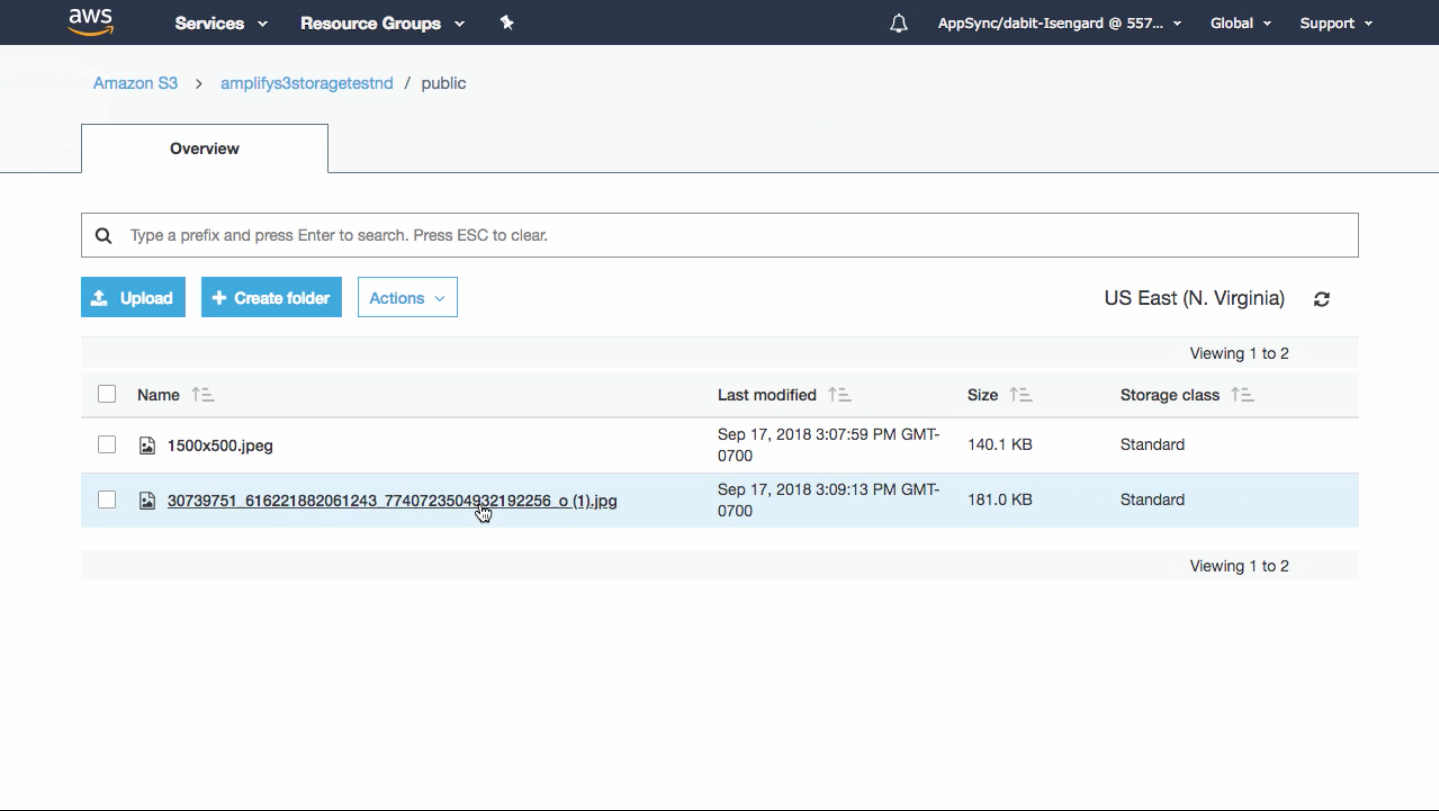 aws Services Resource Groups AppSync/dabit-Isengard @ 557... Global Support
Amazon S3 > amplifys3storagetestnd / public
Overview
Type a prefix and press Enter to search. Press ESC to clear.
Upload + Create folder Actions US East (N. Virginia)
Viewing 1 to 2
Name Last modified Size Storage class
1500x500.jpeg Sep 17, 2018 3:07:59 PM GMT- 140.1 KB Standard
0700
30739751_616221882061243_7740723504932192256_o (1).jpg Sep 17, 2018 3:09:13 PM GMT- 181.0 KB Standard
0700
Viewing 1 to 2